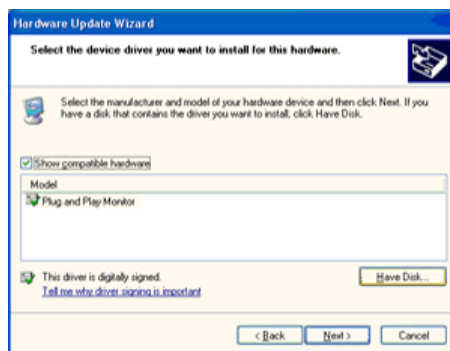 Hardware Update Wizard
Select the device driver you want to install for this hardware.
Select the manufacturer and model of your hardware device and then click Next. If you
have a disk that contains the driver you want to install, click Have Disk.
Show compatible hardware
Model
Plug and Play Monitor
This driver is digitally signed.
Have Disk...
Tell me why driver signing is important
< Back
Next >
Cancel